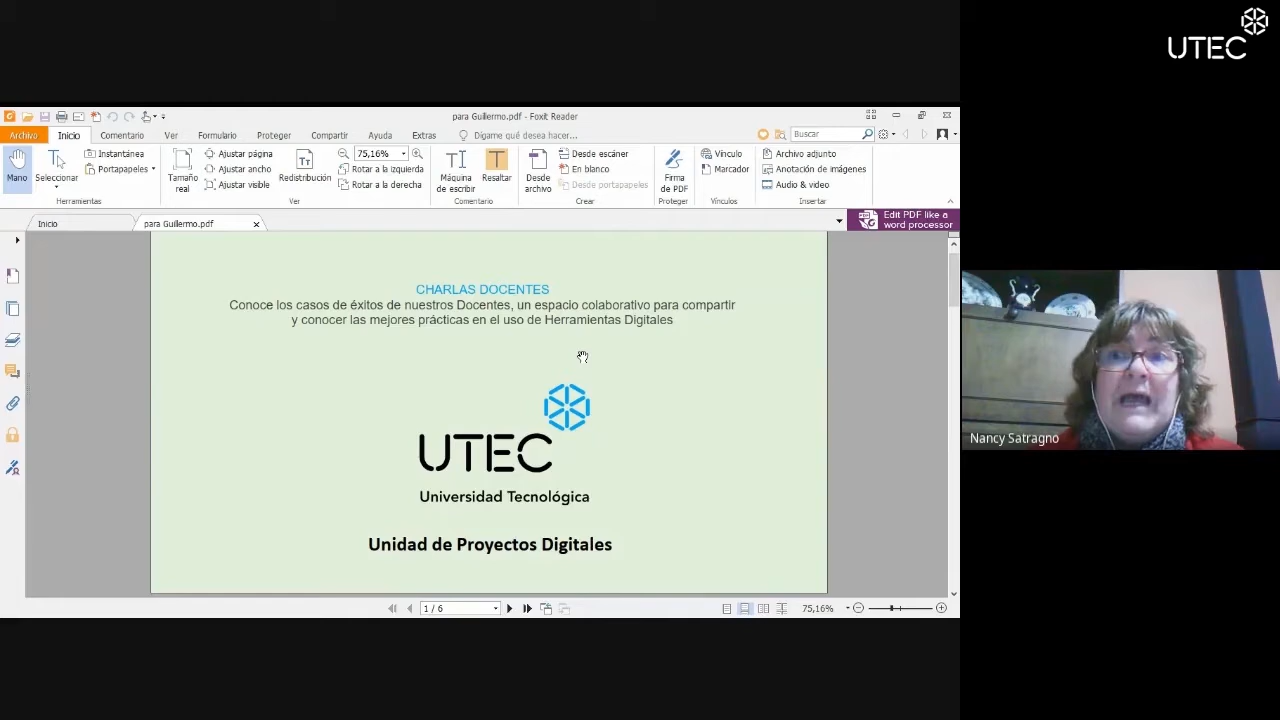 UTEC
para Guillermo.pdf - Foxit Reader
Archivo Inicio Comentario Ver Formulario Proteger Compartir Ayuda Extras Dígame qué desea hacer... Buscar
Mano
Seleccionar
Instantánea
Portapapeles
Herramientas
Tamaño
real
Ajustar página
Ajustar ancho
Ajustar visible
Redistribución
75,16%
Rotar a la izquierda
Rotar a la derecha
Ver
Máquina
de escribir
Resaltar
Comentario
Desde
archivo
Desde escáner
En blanco
Desde portapapeles
Crear
Firma
de PDF
Proteger
Vínculo
Marcador
Vínculos
Archivo adjunto
Anotación de imágenes
Audio & video
Insertar
Inicio
para Guillermo.pdf
Edit PDF like a
word processor
CHARLAS DOCENTES
Conoce los casos de éxitos de nuestros Docentes, un espacio colaborativo para compartir
y conocer las mejores prácticas en el uso de Herramientas Digitales
UTEC
Universidad Tecnológica
Unidad de Proyectos Digitales
1 / 6
75,16%
Nancy Satragno